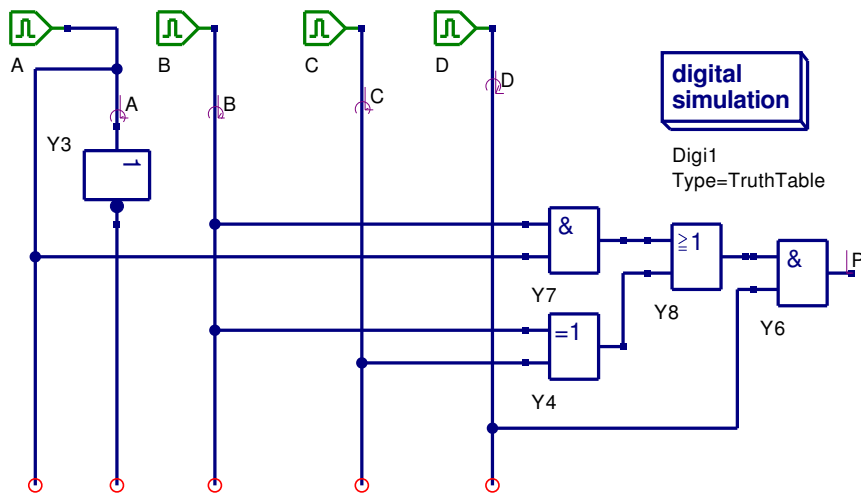 A
B
C
D
A
B
C
D
digital
simulation
Digi1
Type=TruthTable
Y3
1
&
Y7
≧1
Y8
&
Y6
P
=1
Y4